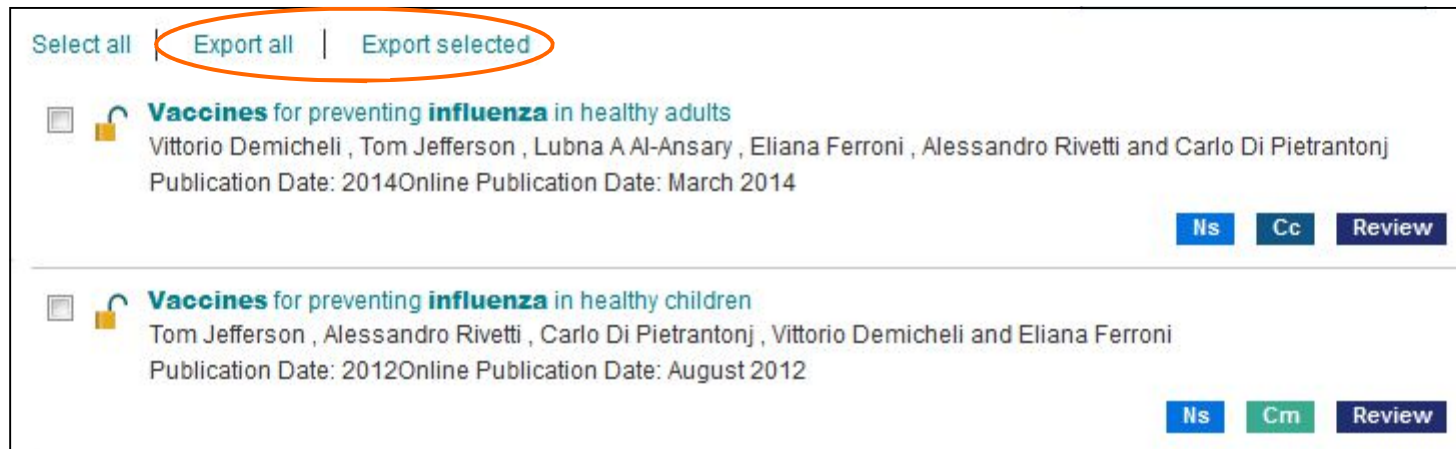 Select all | Export all | Export selected
Vaccines for preventing influenza in healthy adults
Vittorio Demicheli , Tom Jefferson , Lubna A Al-Ansary , Eliana Ferroni , Alessandro Rivetti and Carlo Di Pietrantonj
Publication Date: 2014Online Publication Date: March 2014
Ns Cc Review
Vaccines for preventing influenza in healthy children
Tom Jefferson , Alessandro Rivetti , Carlo Di Pietrantonj , Vittorio Demicheli and Eliana Ferroni
Publication Date: 2012Online Publication Date: August 2012
Ns Cm Review